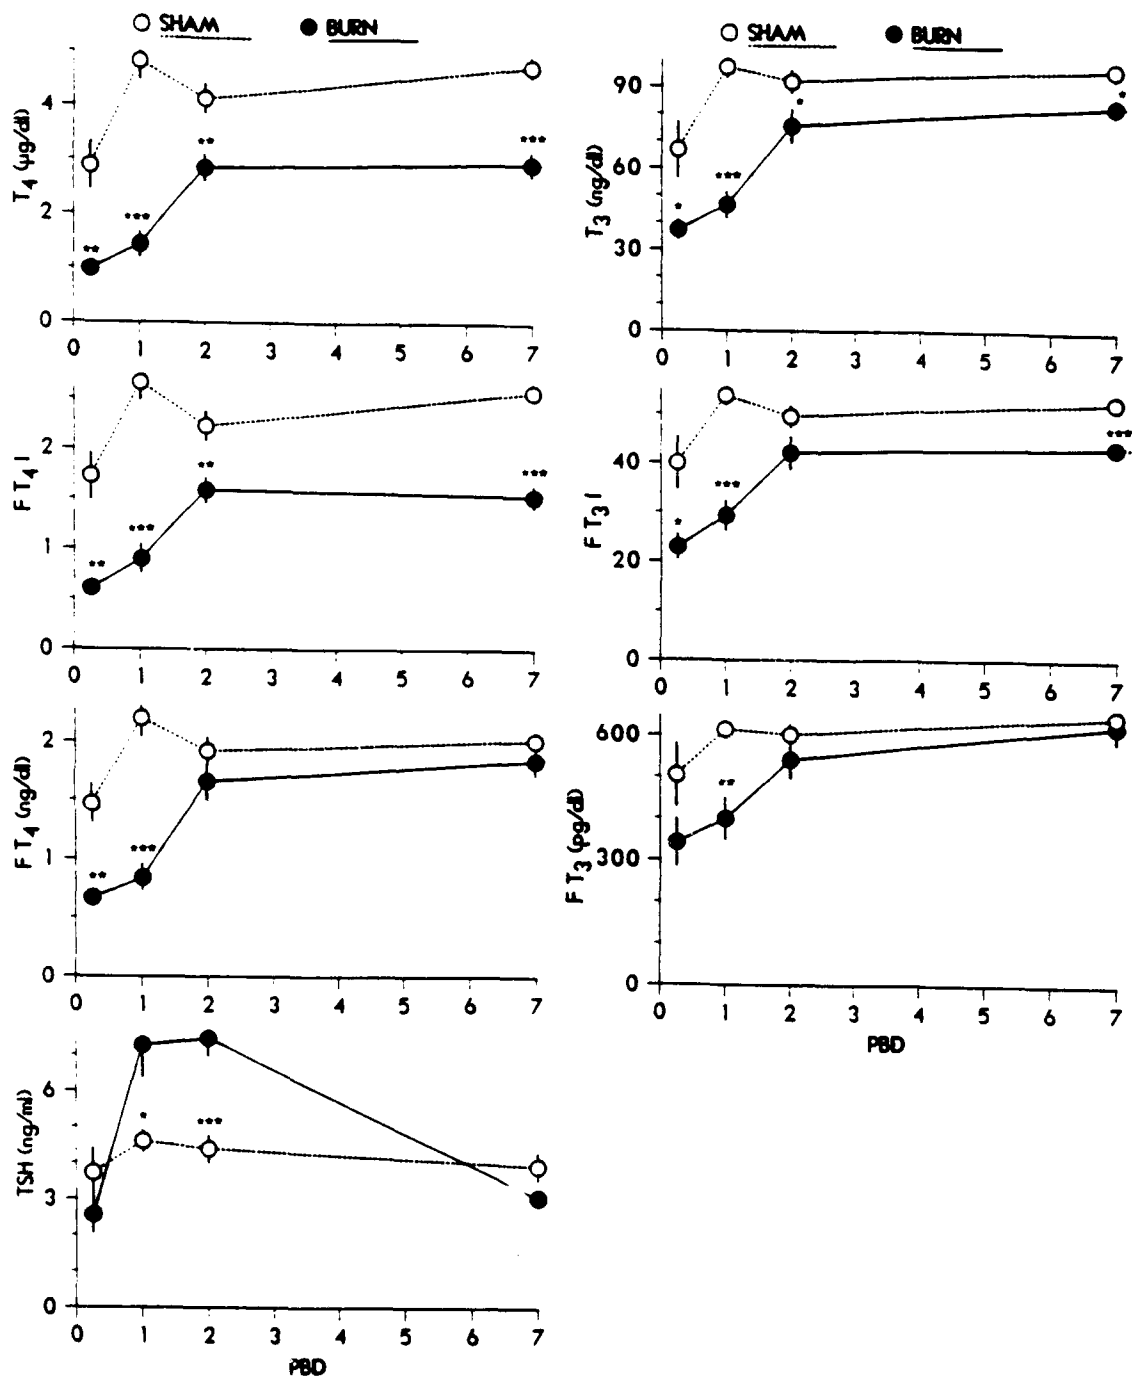 SHAM BURN
SHAM BURN
T4 (µg/dl)
4
2
0
** *** ** ***
0 1 2 3 4 5 6 7
T3 (ng/dl)
90
60
30
0
* *** * *
0 1 2 3 4 5 6 7
FT4I
2
1
0
** *** ** ***
0 1 2 3 4 5 6 7
FT3I
40
20
0
* *** ***
0 1 2 3 4 5 6 7
FT4 (ng/dl)
2
1
0
** ***
0 1 2 3 4 5 6 7
FT3 (pg/dl)
600
300
0
**
0 1 2 3 4 5 6 7
PBD
TSH (ng/ml)
6
3
0
* ***
0 1 2 3 4 5 7
PBD